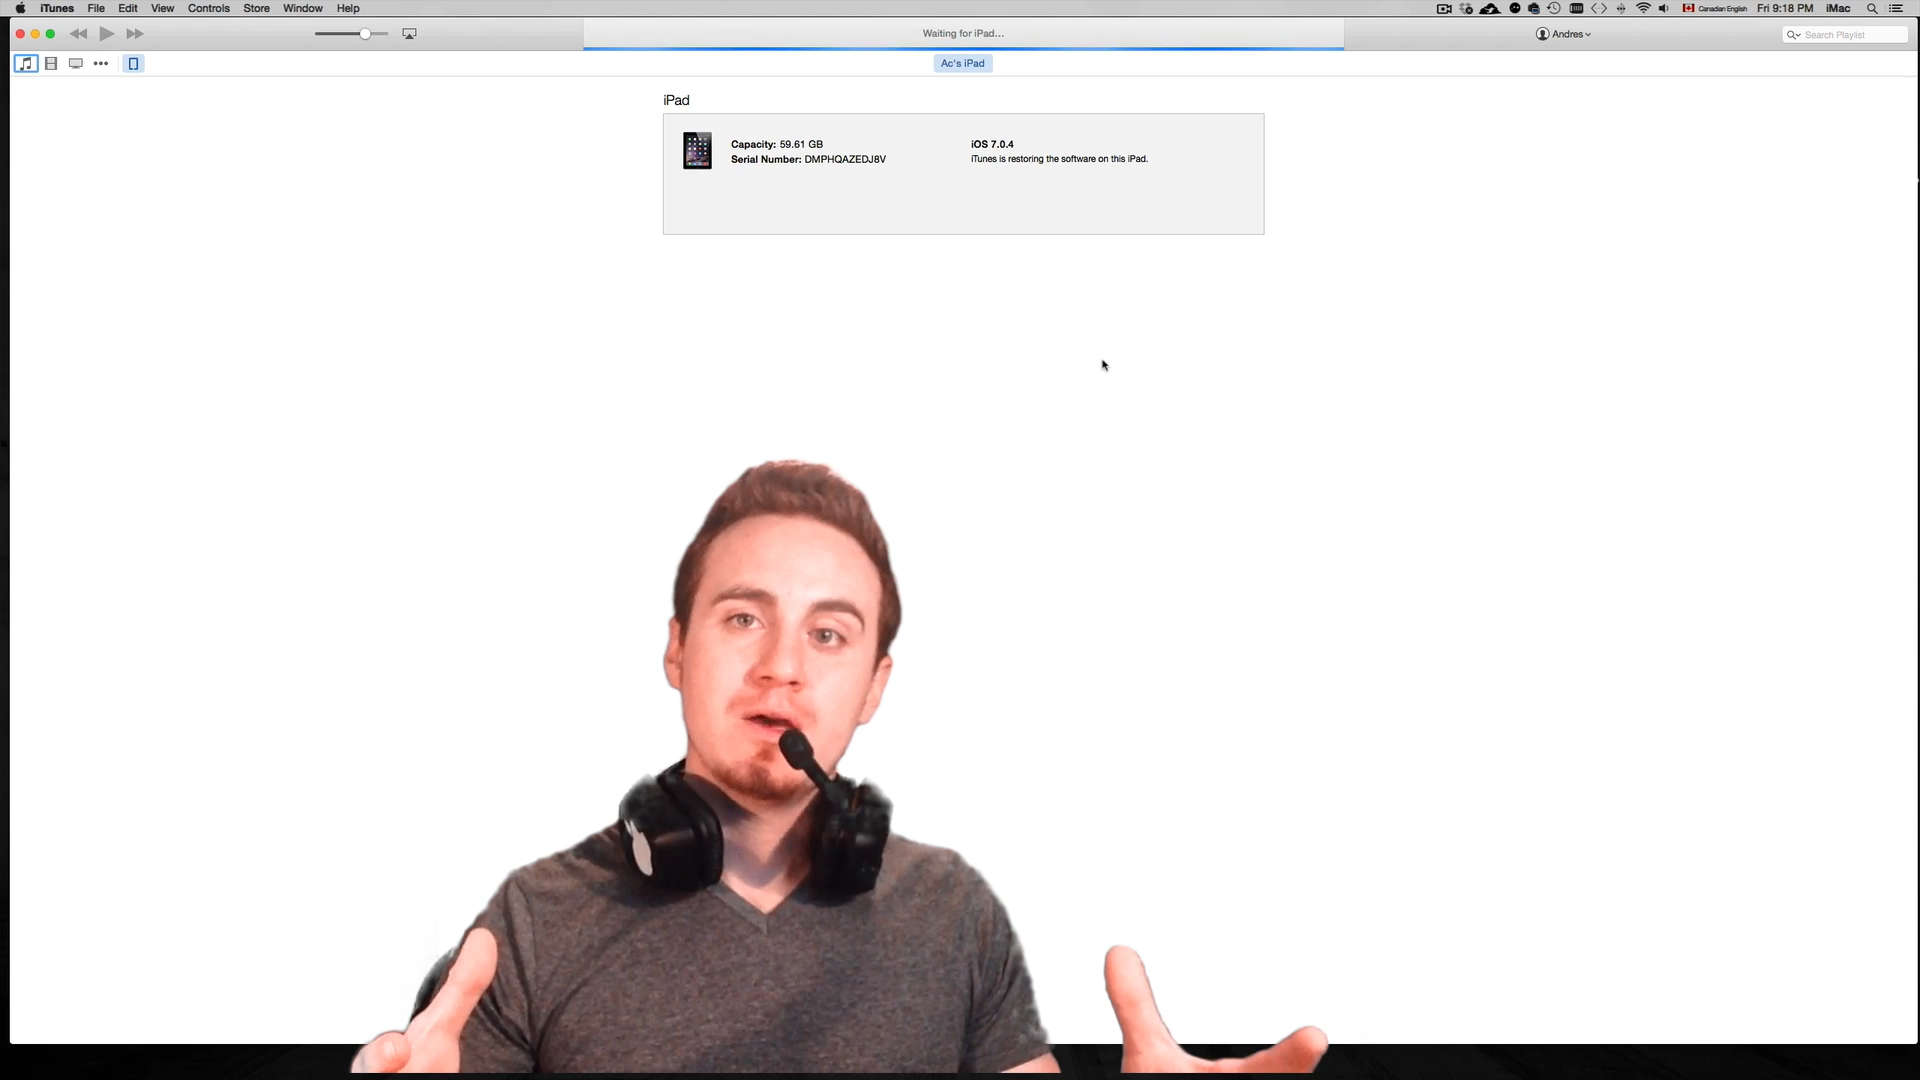 iTunes File Edit View Controls Store Window Help
Canadian English Fri 9:18 PM iMac
Waiting for iPad...
Andres
Search Playlist
Ac's iPad
iPad
Capacity: 59.61 GB
iOS 7.0.4
Serial Number: DMPHQAZEDJ8V
iTunes is restoring the software on this iPad.